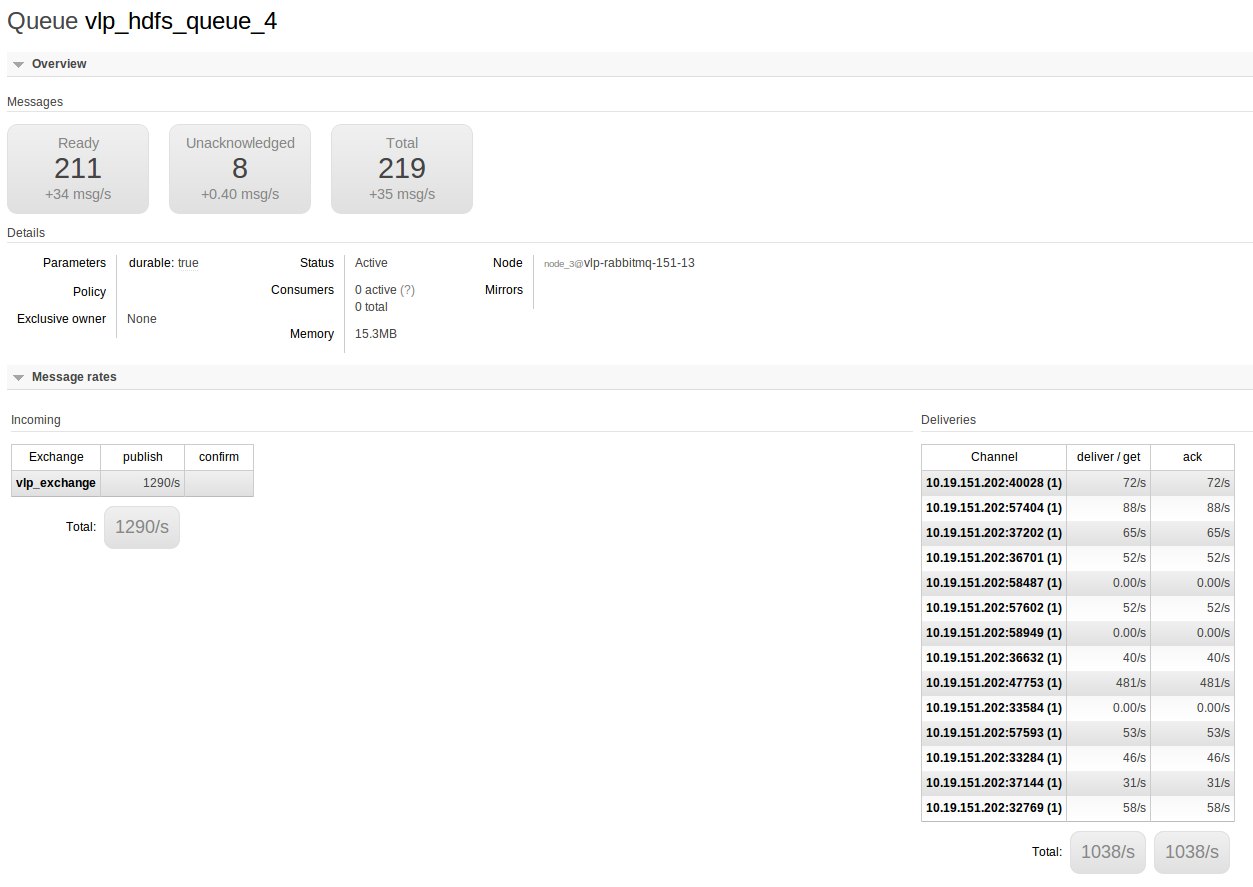 Queue vlp_hdfs_queue_4
Overview
Messages
Ready
211
+34 msg/s
Unacknowledged
8
+0.40 msg/s
Total
219
+35 msg/s
Details
Parameters durable: true
Policy
Exclusive owner None
Status Active
Consumers 0 active (?)
0 total
Memory 15.3MB
Node node_3@vlp-rabbitmq-151-13
Mirrors
Message rates
Incoming
Exchange publish confirm
vlp_exchange 1290/s
Total: 1290/s
Deliveries
Channel deliver / get ack
10.19.151.202:40028 (1) 72/s 72/s
10.19.151.202:57404 (1) 88/s 88/s
10.19.151.202:37202 (1) 65/s 65/s
10.19.151.202:36701 (1) 52/s 52/s
10.19.151.202:58487 (1) 0.00/s 0.00/s
10.19.151.202:57602 (1) 52/s 52/s
10.19.151.202:58949 (1) 0.00/s 0.00/s
10.19.151.202:36632 (1) 40/s 40/s
10.19.151.202:47753 (1) 481/s 481/s
10.19.151.202:33584 (1) 0.00/s 0.00/s
10.19.151.202:57593 (1) 53/s 53/s
10.19.151.202:33284 (1) 46/s 46/s
10.19.151.202:37144 (1) 31/s 31/s
10.19.151.202:32769 (1) 58/s 58/s
Total: 1038/s 1038/s